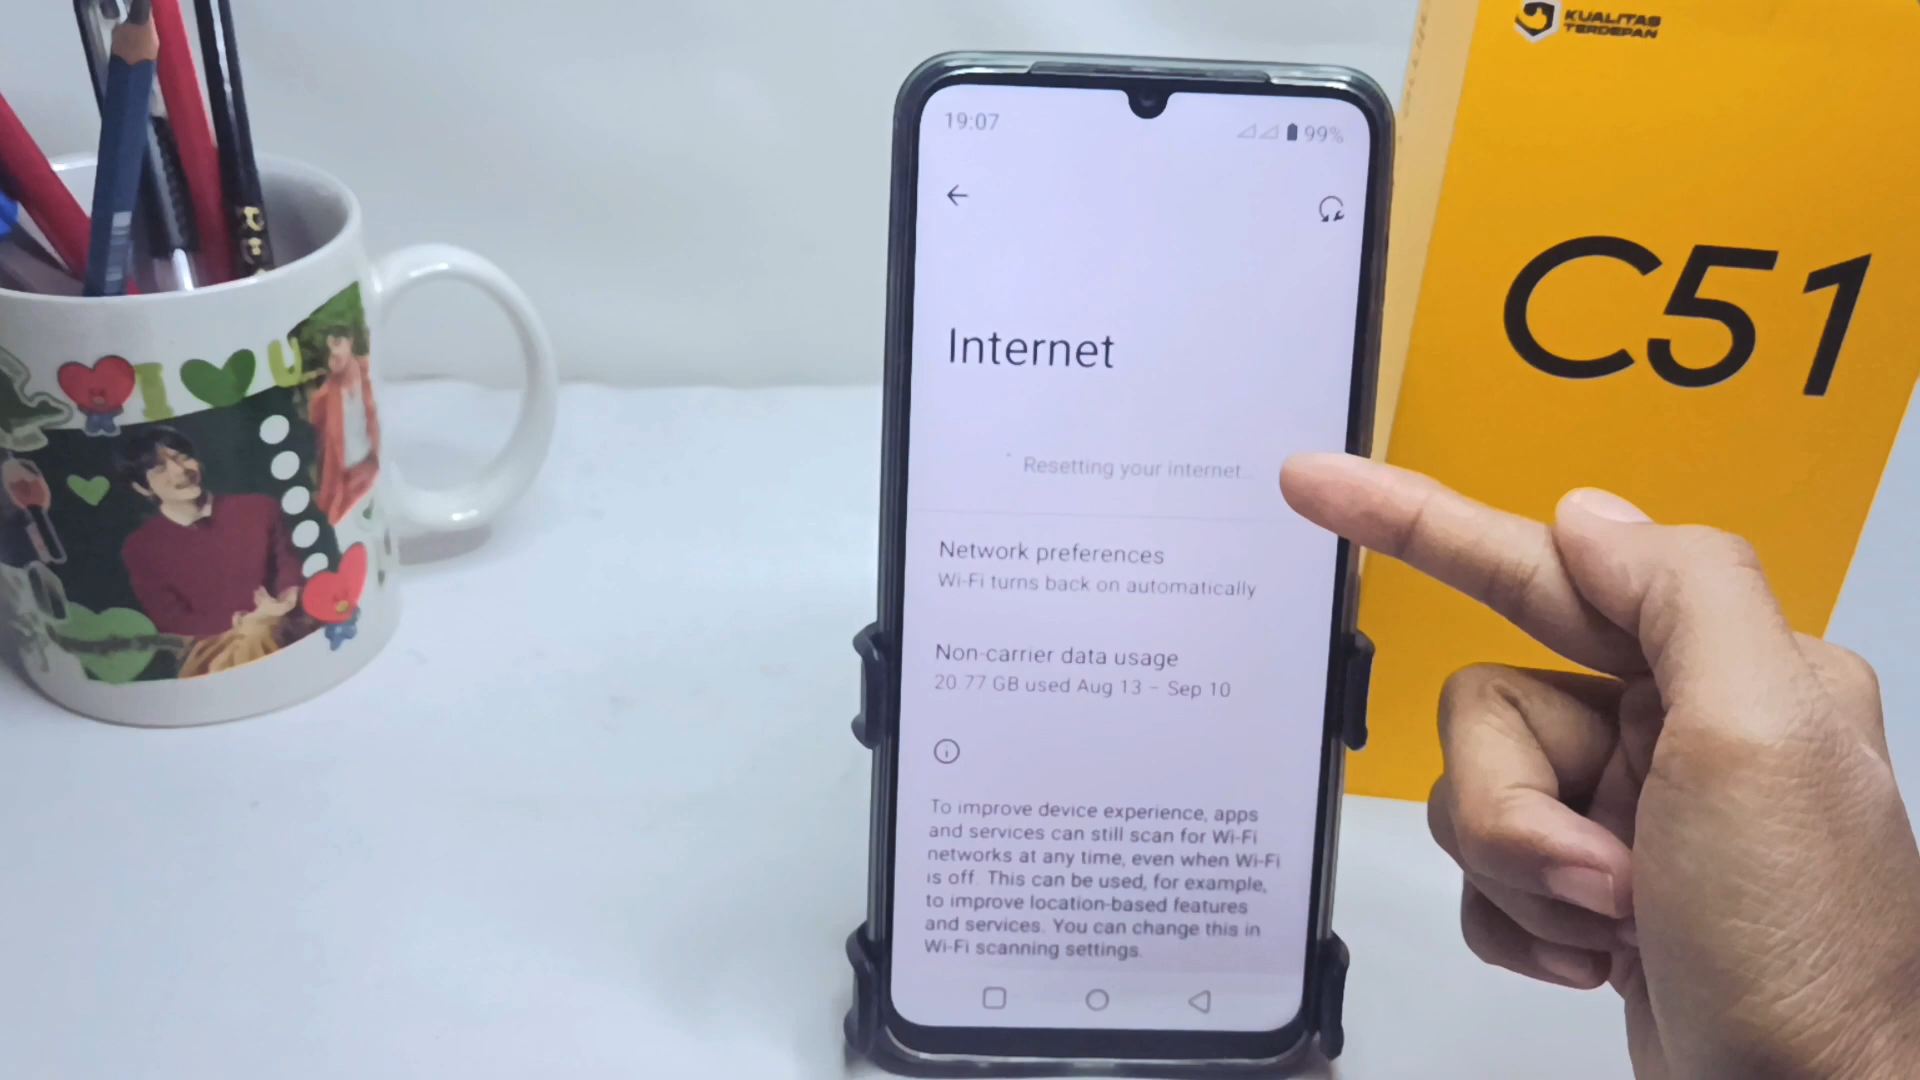 I U
19:07
99%
Internet
Resetting your internet..
Network preferences
Wi-Fi turns back on automatically
Non-carrier data usage
20.77 GB used Aug 13 – Sep 10
To improve device experience, apps
and services can still scan for Wi-Fi
networks at any time, even when Wi-Fi
is off. This can be used, for example,
to improve location-based features
and services. You can change this in
Wi-Fi scanning settings.
KUALITAS
TERDEPAN
C51